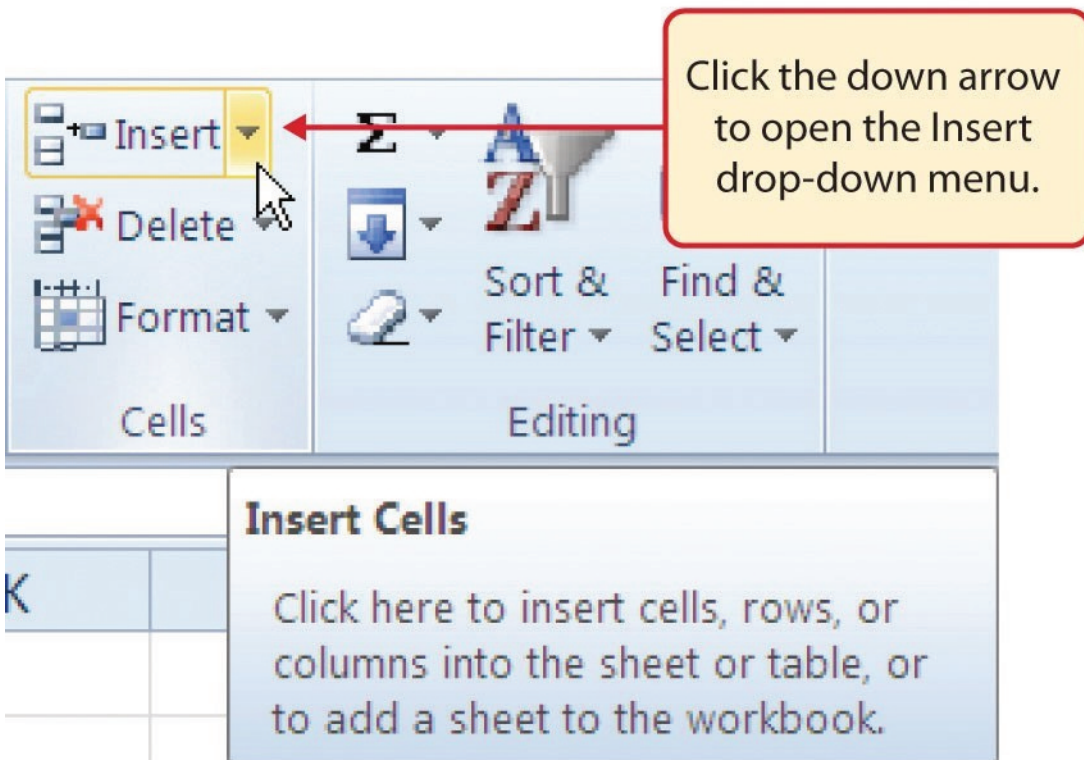 Click the down arrow
to open the Insert
drop-down menu.
Insert
Delete
Format
Cells
Σ
A
Z
Sort &
Filter
Find &
Select
Editing
Insert Cells
Click here to insert cells, rows, or
columns into the sheet or table, or
to add a sheet to the workbook.
K